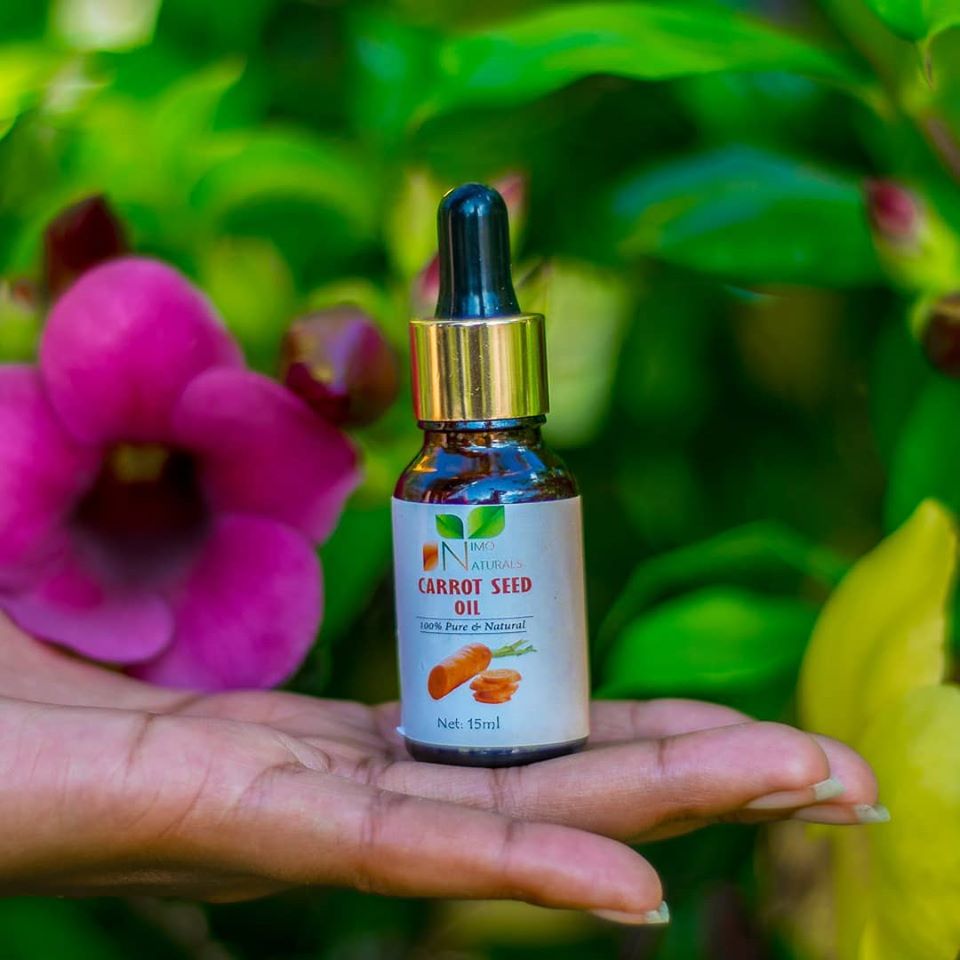 NIMO
NATURALS
CARROT SEED
OIL
100% Pure & Natural
Net: 15ml